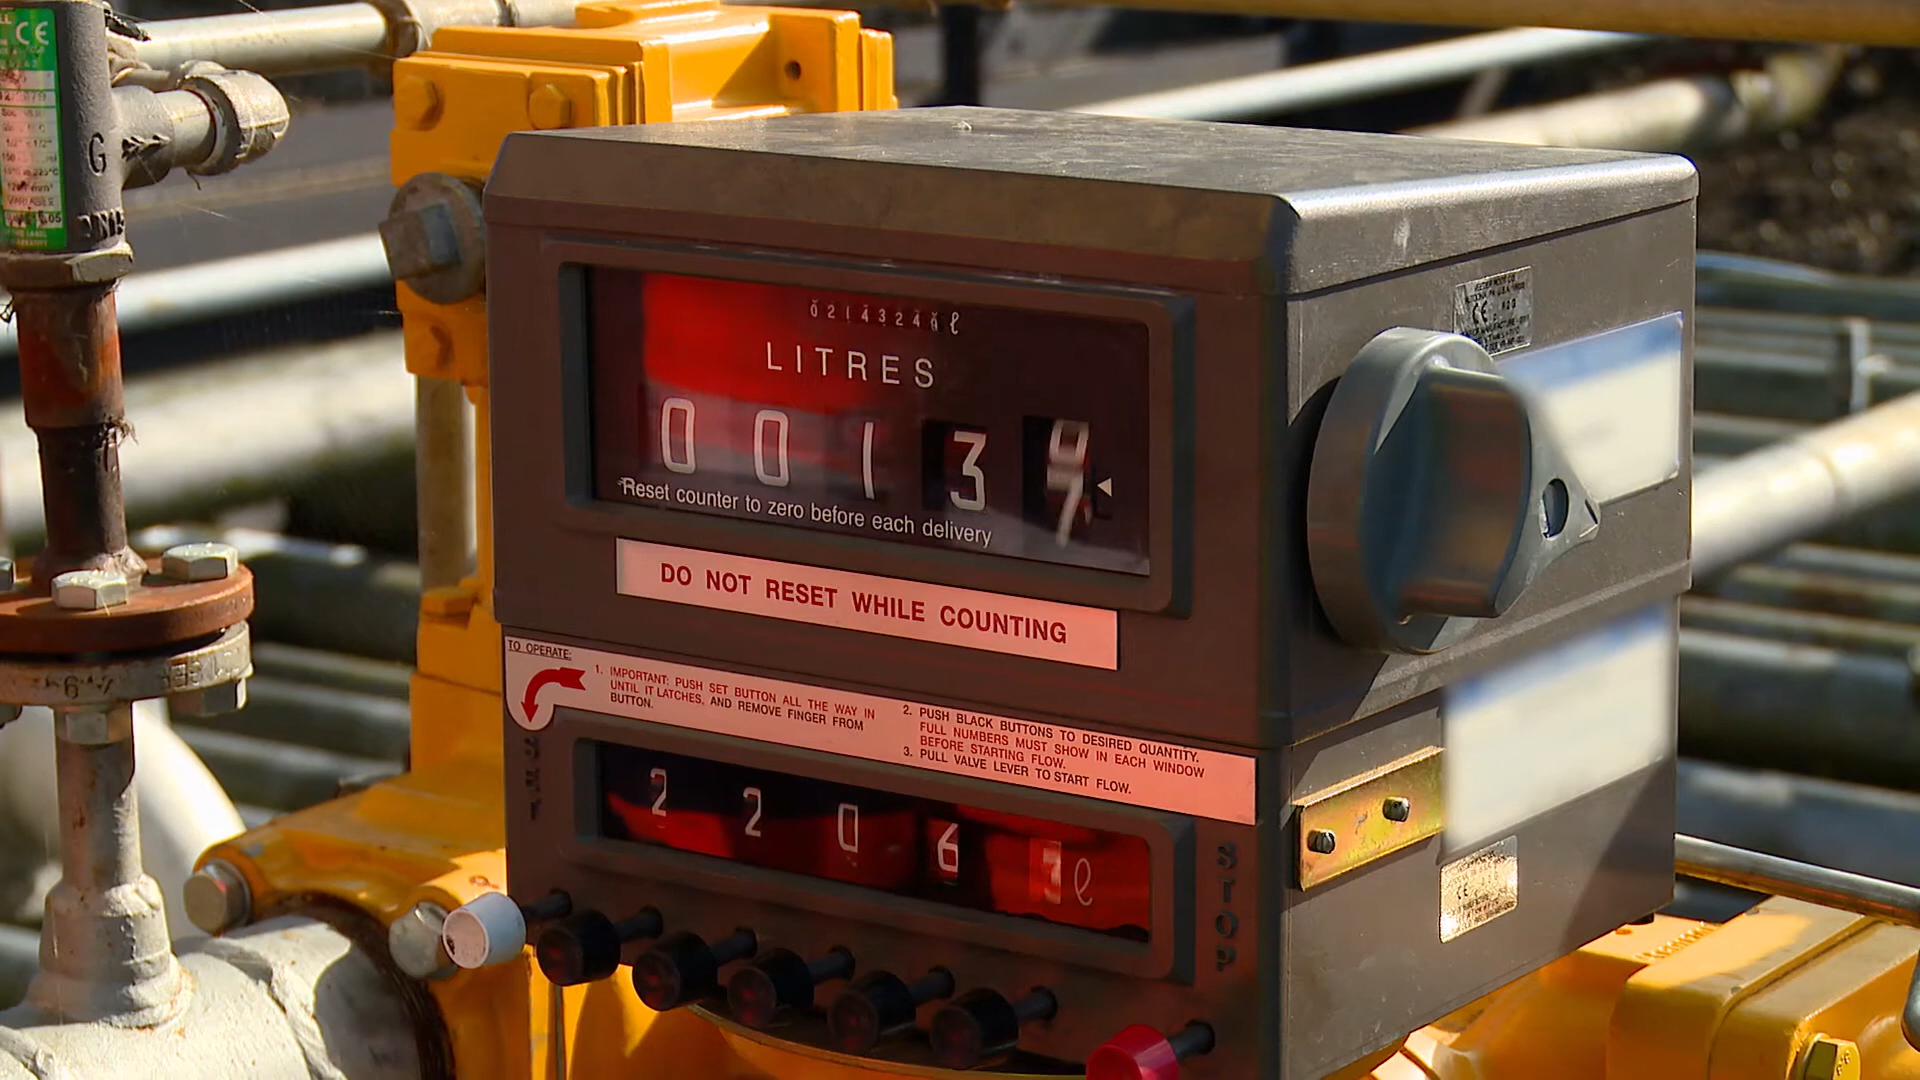 CE
G
LITRES
0 0 1 3
Reset counter to zero before each delivery
DO NOT RESET WHILE COUNTING
TO OPERATE:
1. IMPORTANT: PUSH SET BUTTON ALL THE WAY IN
UNTIL IT LATCHES, AND REMOVE FINGER FROM
BUTTON.
2. PUSH BLACK BUTTONS TO DESIRED QUANTITY.
FULL NUMBERS MUST SHOW IN EACH WINDOW
BEFORE STARTING FLOW.
3. PULL VALVE LEVER TO START FLOW.
2 2 0 6 ℓ
STOP
CE
CE